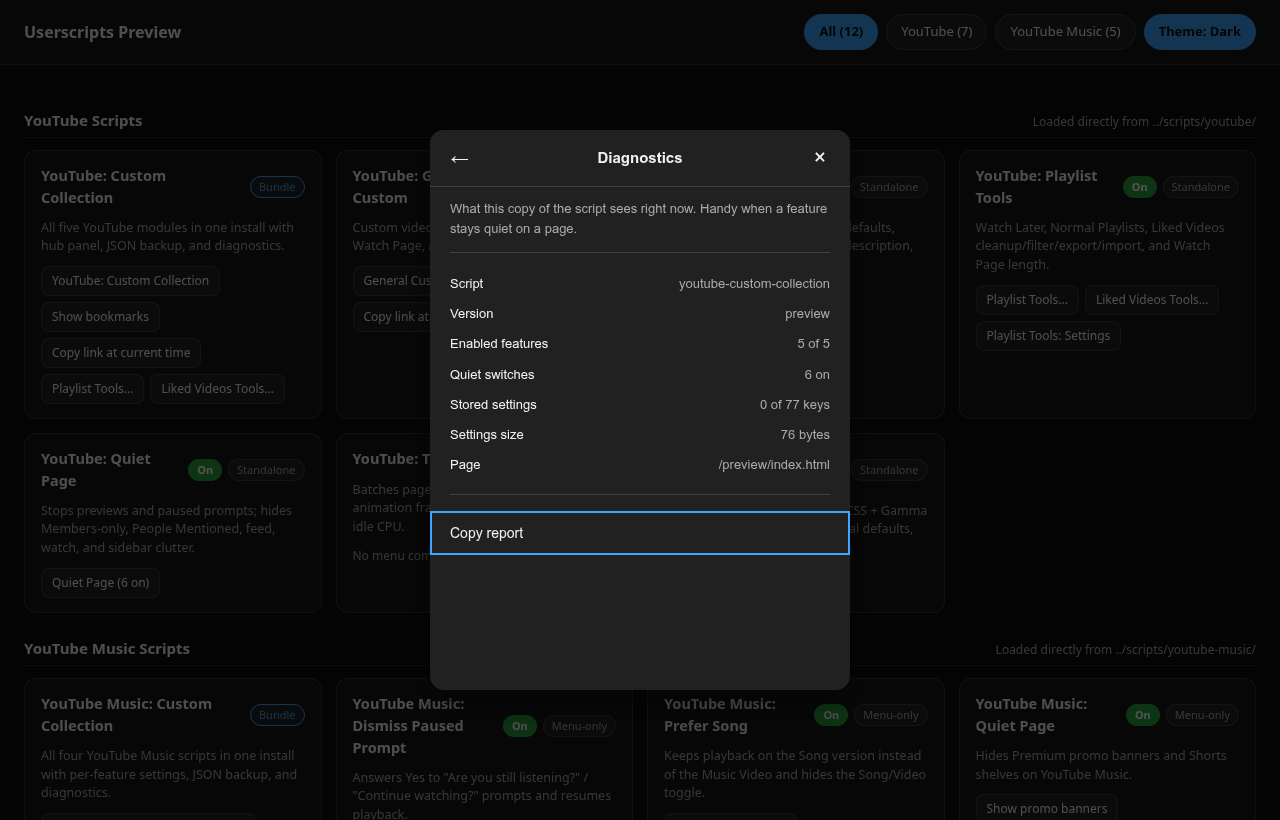 Userscripts Preview
All (12)
YouTube (7)
YouTube Music (5)
Theme: Dark
YouTube Scripts
Loaded directly from ../scripts/youtube/
YouTube: Custom
Collection
Bundle
All five YouTube modules in one install with
hub panel, JSON backup, and diagnostics.
YouTube: Custom Collection
Show bookmarks
Copy link at current time
Playlist Tools...
Liked Videos Tools...
YouTube: G
Custom
Custom video
Watch Page,
General Cus
Copy link at
Standalone
defaults,
description,
YouTube: Playlist
Tools
On
Standalone
Watch Later, Normal Playlists, Liked Videos
cleanup/filter/export/import, and Watch
Page length.
Playlist Tools...
Liked Videos Tools...
Playlist Tools: Settings
←
Diagnostics
×
What this copy of the script sees right now. Handy when a feature
stays quiet on a page.
Script
youtube-custom-collection
Version
preview
Enabled features
5 of 5
Quiet switches
6 on
Stored settings
0 of 77 keys
Settings size
76 bytes
Page
/preview/index.html
Copy report
YouTube: Quiet
Page
On
Standalone
Stops previews and paused prompts; hides
Members-only, People Mentioned, feed,
watch, and sidebar clutter.
Quiet Page (6 on)
YouTube: T
Batches page
animation fra
idle CPU.
No menu com
Standalone
SS + Gamma
al defaults,
YouTube Music Scripts
Loaded directly from ../scripts/youtube-music/
YouTube Music: Custom
Collection
Bundle
All four YouTube Music scripts in one install
with per-feature settings, JSON backup, and
diagnostics.
YouTube Music:
Dismiss Paused
Prompt
On
Menu-only
Answers Yes to "Are you still listening?" /
"Continue watching?" prompts and resumes
playback.
YouTube Music:
Prefer Song
On
Menu-only
Keeps playback on the Song version instead
of the Music Video and hides the Song/Video
toggle.
YouTube Music:
Quiet Page
On
Menu-only
Hides Premium promo banners and Shorts
shelves on YouTube Music.
Show promo banners